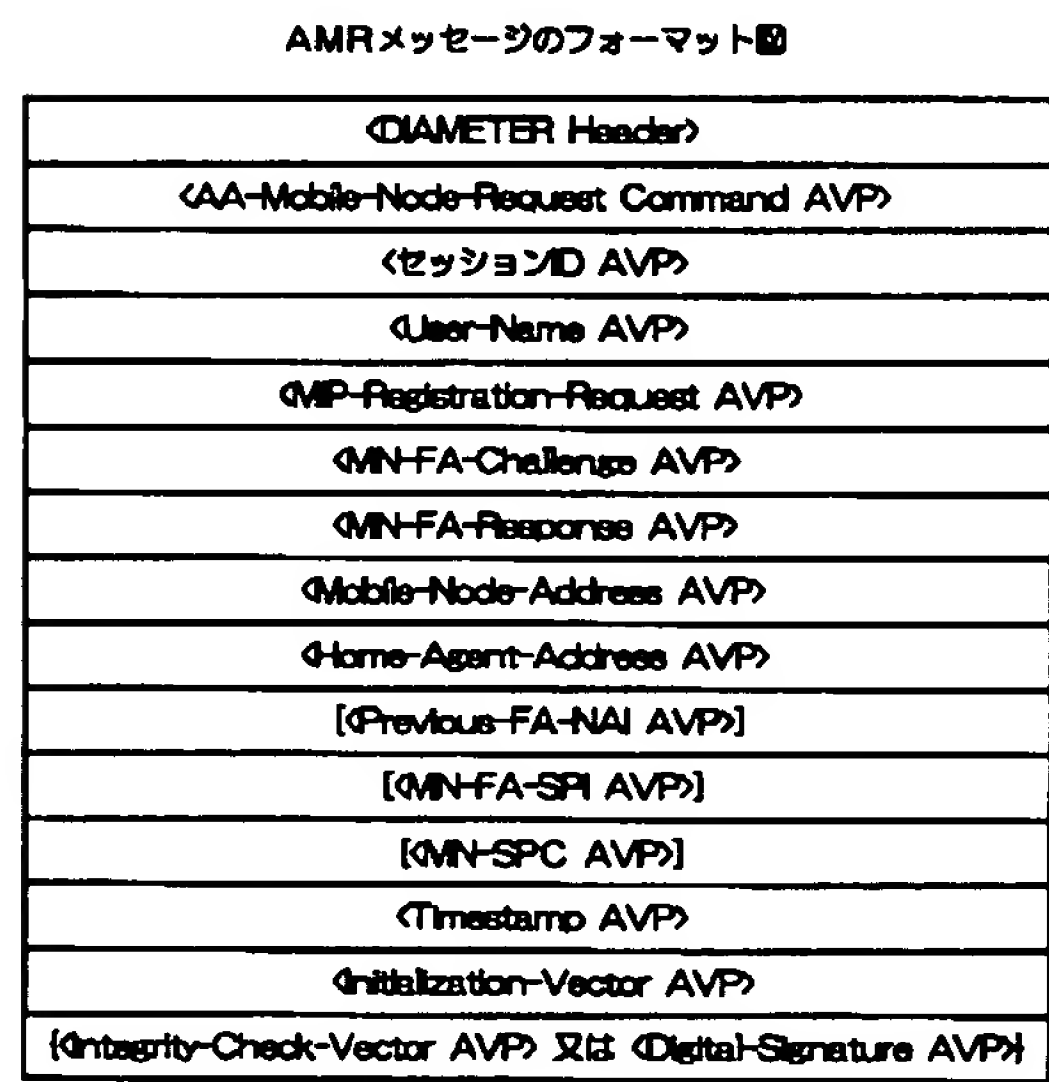 AMRメッセージのフォーマット図
<DIAMETER Header>
<AA-Mobile-Node-Request Command AVP>
<セッションID AVP>
<User-Name AVP>
<MIP-Registration-Request AVP>
<MN-FA-Challenge AVP>
<MN-FA-Response AVP>
<Mobile-Node-Address AVP>
<Home-Agent-Address AVP>
[<Previous-FA-NAI AVP>]
[<MN-FA-SPI AVP>]
[<MN-SPC AVP>]
<Timestamp AVP>
<Initialization-Vector AVP>
{<Integrity-Check-Vector AVP> 又は <Digital-Signature AVP>}